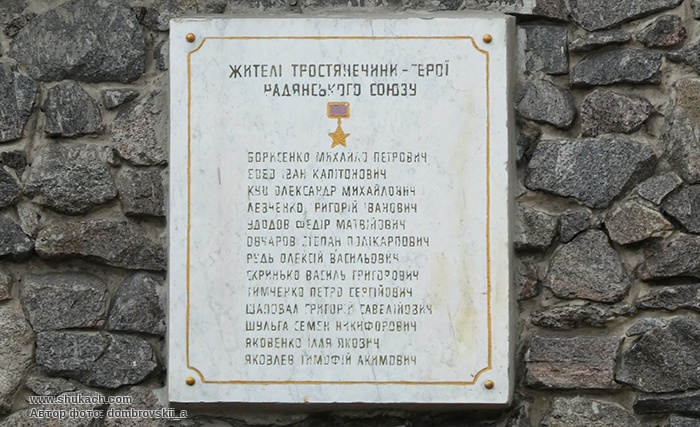 ЖИТЕЛІ ТРОСТЯНЕЧЧИНИ - ГЕРОЇ
РАДЯНСЬКОГО СОЮЗУ
БОРИСЕНКО МИХАЙЛО ПЕТРОВИЧ
ІВАН КАПІТОНОВИЧ
КУЦ ОЛЕКСАНДР МИХАЙЛОВИЧ
ЛЕВЧЕНКО ГРИГОРІЙ ІВАНОВИЧ
УДОДОВ ФЕДІР МАТВІЙОВИЧ
ОВЧАРОВ СТЕПАН ПОЛІКАРПОВИЧ
РУДЬ ОЛЕКСІЙ ВАСИЛЬОВИЧ
СКРИНЬКО ВАСИЛЬ ГРИГОРОВИЧ
ТИМЧЕНКО ПЕТРО СЕРГІЙОВИЧ
ШАПОВАЛ ГРИГОРІЙ САВЕЛІЙОВИЧ
ШУЛЬГА СЕМЕН НИКИФОРОВИЧ
ЯКОВЕНКО ІЛЛЯ ЯКОВИЧ
ЯКОВЛЕВ ТИМОФІЙ АКИМОВИЧ
www.shukach.com
Автор фото: dombrovskii_a